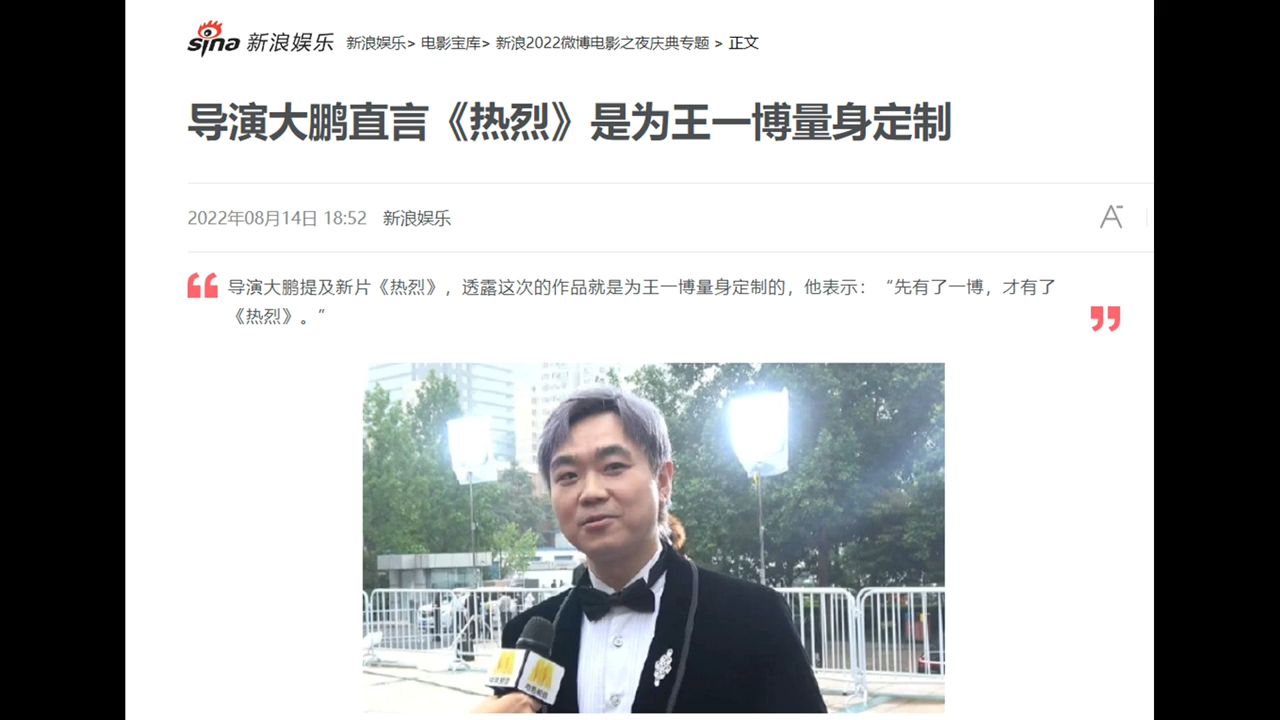 sina 新浪娱乐 新浪娱乐> 电影宝库> 新浪2022微博电影之夜庆典专题 > 正文
导演大鹏直言《热烈》是为王一博量身定制
2022年08月14日 18:52 新浪娱乐
A-
导演大鹏提及新片《热烈》，透露这次的作品就是为王一博量身定制的，他表示：“先有了一博，才有了
《热烈》。”